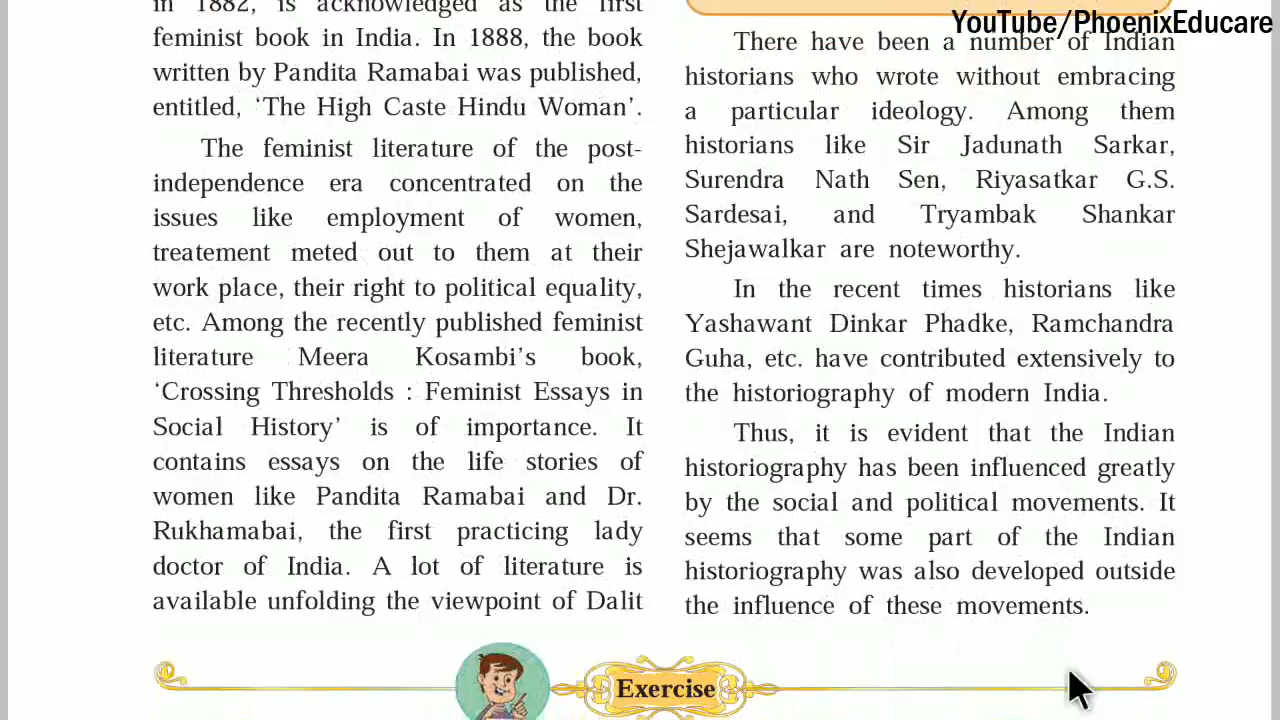 YouTube/PhoenixEducare
in 1882, is acknowledged as the first
feminist book in India. In 1888, the book
written by Pandita Ramabai was published,
entitled, ‘The High Caste Hindu Woman’.
The feminist literature of the post-
independence era concentrated on the
issues like employment of women,
treatement meted out to them at their
work place, their right to political equality,
etc. Among the recently published feminist
literature Meera Kosambi’s book,
‘Crossing Thresholds : Feminist Essays in
Social History’ is of importance. It
contains essays on the life stories of
women like Pandita Ramabai and Dr.
Rukhamabai, the first practicing lady
doctor of India. A lot of literature is
available unfolding the viewpoint of Dalit
There have been a number of Indian
historians who wrote without embracing
a particular ideology. Among them
historians like Sir Jadunath Sarkar,
Surendra Nath Sen, Riyasatkar G.S.
Sardesai, and Tryambak Shankar
Shejawalkar are noteworthy.
In the recent times historians like
Yashawant Dinkar Phadke, Ramchandra
Guha, etc. have contributed extensively to
the historiography of modern India.
Thus, it is evident that the Indian
historiography has been influenced greatly
by the social and political movements. It
seems that some part of the Indian
historiography was also developed outside
the influence of these movements.
Exercise